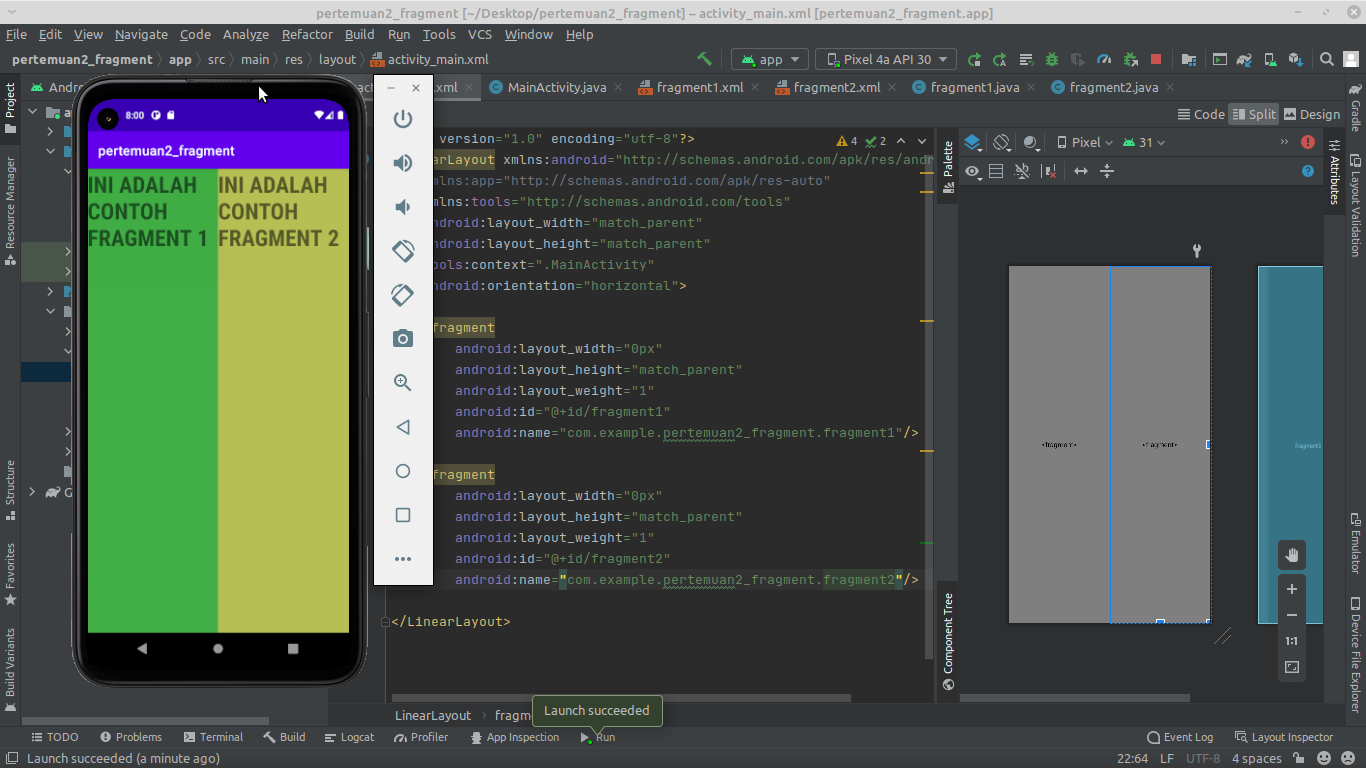 pertemuan2_fragment [~/Desktop/pertemuan2_fragment] – activity_main.xml [pertemuan2_fragment.app]
File Edit View Navigate Code Analyze Refactor Build Run Tools VCS Window Help
pertemuan2_fragment app src main res layout activity_main.xml
app Pixel 4a API 30
.xml MainActivity.java fragment1.xml fragment2.xml fragment1.java fragment2.java
Code Split Design
Project
Resource Manager
Structure
Favorites
Build Variants
8:00
pertemuan2_fragment
INI ADALAH
CONTOH
FRAGMENT 1
INI ADALAH
CONTOH
FRAGMENT 2
version="1.0" encoding="utf-8"?>
earLayout xmlns:android="http://schemas.android.com/apk/res/andr
mlns:app="http://schemas.android.com/apk/res-auto"
mlns:tools="http://schemas.android.com/tools"
ndroid:layout_width="match_parent"
ndroid:layout_height="match_parent"
ools:context=".MainActivity"
ndroid:orientation="horizontal">
fragment
android:layout_width="0px"
android:layout_height="match_parent"
android:layout_weight="1"
android:id="@+id/fragment1"
android:name="com.example.pertemuan2_fragment.fragment1"/>
fragment
android:layout_width="0px"
android:layout_height="match_parent"
android:layout_weight="1"
android:id="@+id/fragment2"
android:name="com.example.pertemuan2_fragment.fragment2"/>
</LinearLayout>
4 2
Palette
Component Tree
Pixel 31
<fragment> <fragment>
fragment1
1:1
Gradle
Layout Validation
Attributes
Emulator
Device File Explorer
LinearLayout › fragm
Launch succeeded
TODO Problems Terminal Build Logcat Profiler App Inspection Run Event Log Layout Inspector
Launch succeeded (a minute ago) 22:64 LF UTF-8 4 spaces